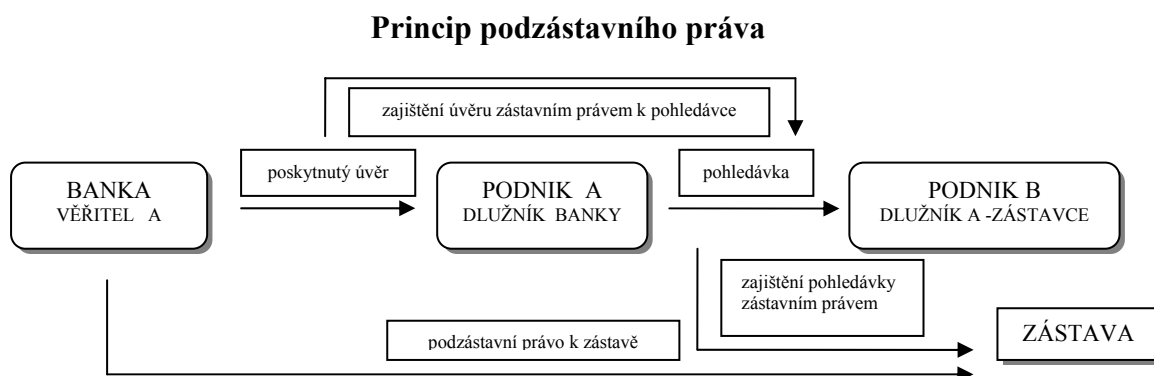 Princip podzástavního práva
zajištění úvěru zástavním právem k pohledávce
poskytnutý úvěr
pohledávka
BANKA
VĚŘITEL A
PODNIK A
DLUŽNÍK BANKY
PODNIK B
DLUŽNÍK A -ZÁSTAVCE
zajištění pohledávky
zástavním právem
podzástavní právo k zástavě
ZÁSTAVA